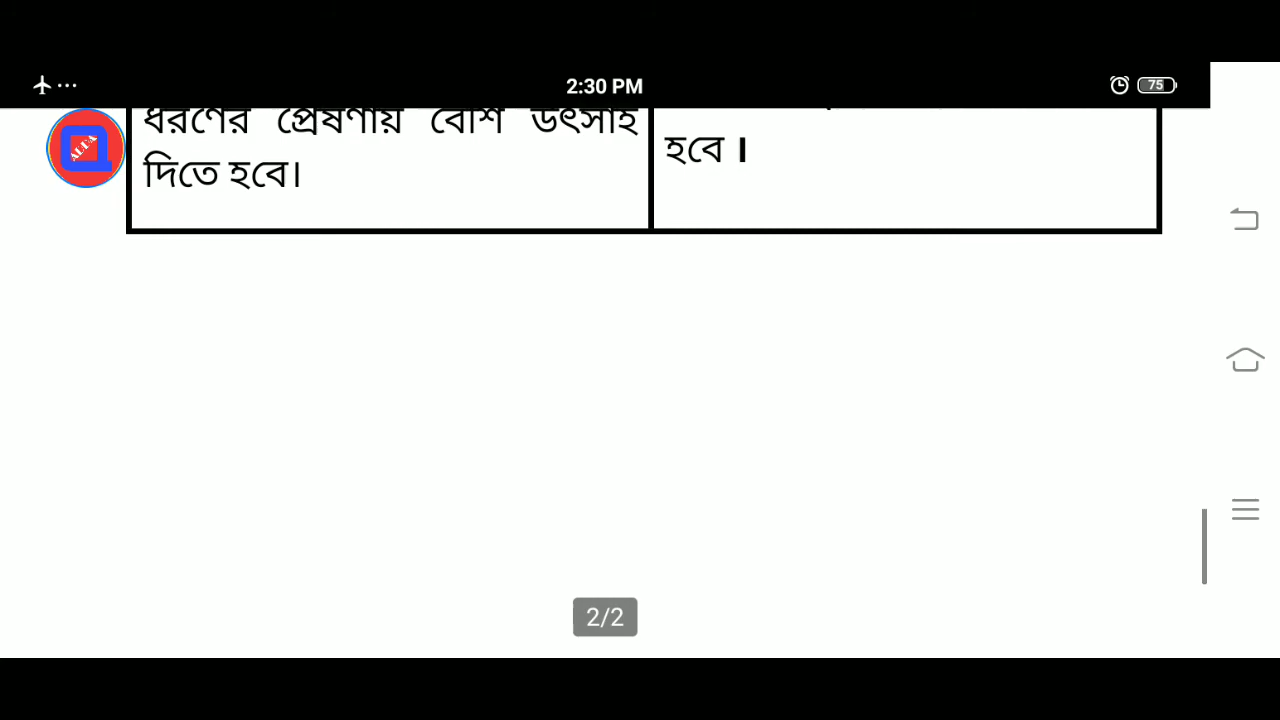 2:30 PM
75
ধরণের প্রেষণায় বেশি উৎসাহ
দিতে হবে।
হবে ।
2/2